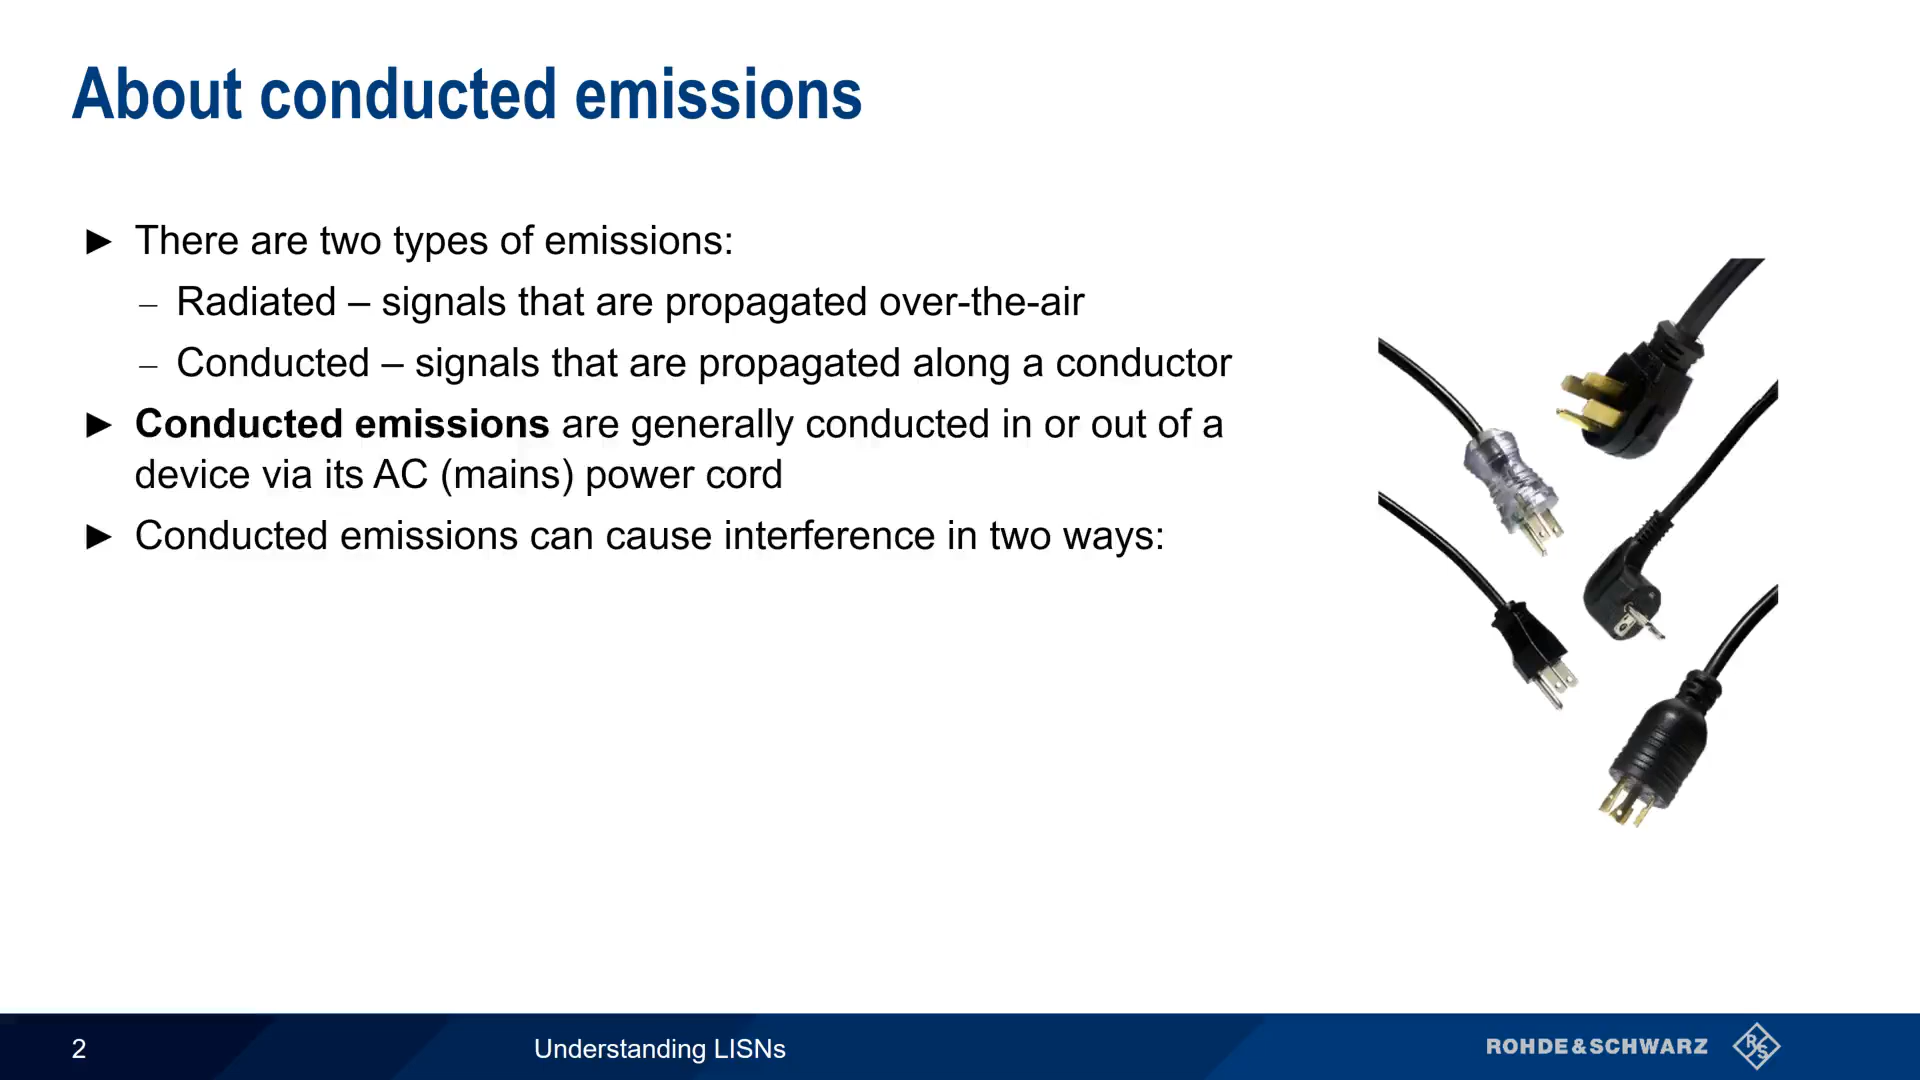 About conducted emissions
► There are two types of emissions:
– Radiated – signals that are propagated over-the-air
– Conducted – signals that are propagated along a conductor
► Conducted emissions are generally conducted in or out of a
device via its AC (mains) power cord
► Conducted emissions can cause interference in two ways:
2
Understanding LISNs
ROHDE&SCHWARZ
RS